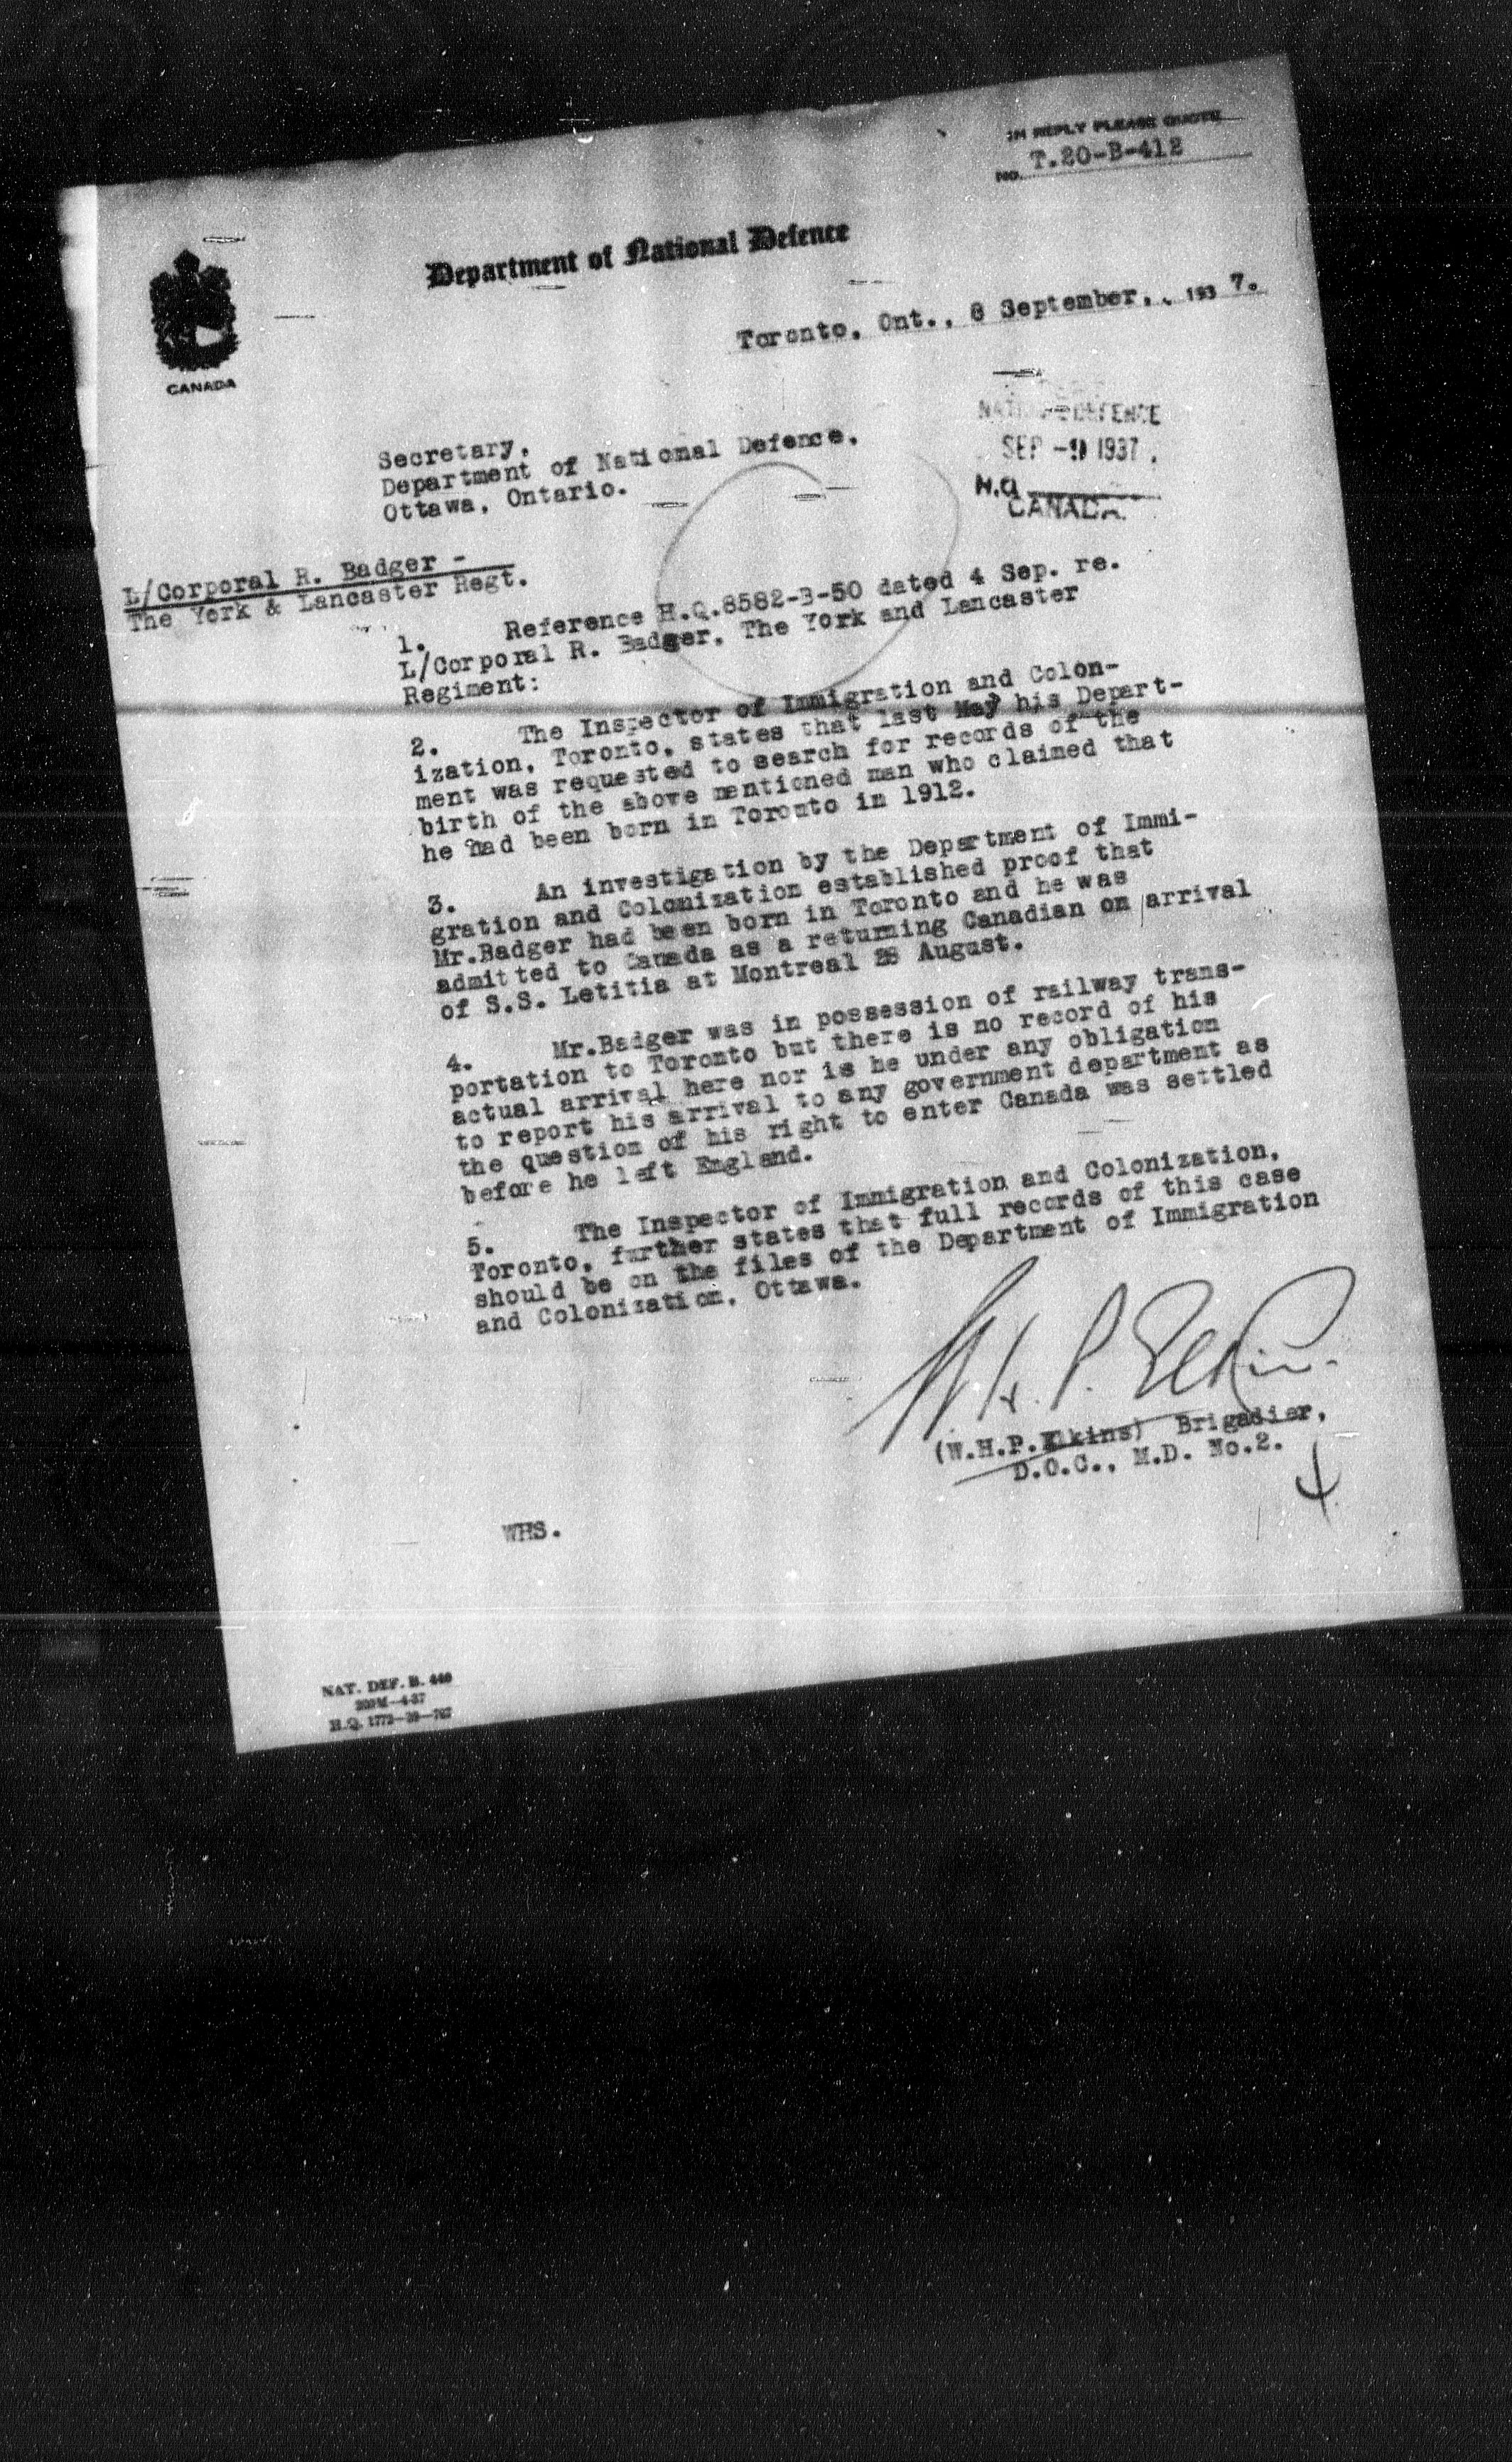 IN REPLY PLEASE QUOTE
NO. T.20-B-412
Department of National Defence
CANADA
Toronto, Ont., 8 September, 1937.
NATIO DEFENCE
SEP -9 1937
H.Q
CANADA
Secretary,
Department of National Defence,
Ottawa, Ontario.
L/Corporal R. Badger -
The York & Lancaster Regt.
1. Reference H.Q.8582-B-50 dated 4 Sep. re.
L/Corporal R. Badger, The York and Lancaster
Regiment:
2. The Inspector of Immigration and Colon-
ization, Toronto, states that last May his Depart-
ment was requested to search for records of the
birth of the above mentioned man who claimed that
he had been born in Toronto in 1912.
3. An investigation by the Department of Immi-
gration and Colonization established proof that
Mr.Badger had been born in Toronto and he was
admitted to Canada as a returning Canadian on arrival
of S.S. Letitia at Montreal 28 August.
4. Mr.Badger was in possession of railway trans-
portation to Toronto but there is no record of his
actual arrival here nor is he under any obligation
to report his arrival to any government department as
the question of his right to enter Canada was settled
before he left England.
5. The Inspector of Immigration and Colonization,
Toronto, further states that full records of this case
should be on the files of the Department of Immigration
and Colonization, Ottawa.
W.H.P. Elkins.
(W.H.P.Elkins) Brigadier,
D.O.C., M.D. No.2.
WHS.
NAT. DEF. B. 440
H.Q. 1772-39-767